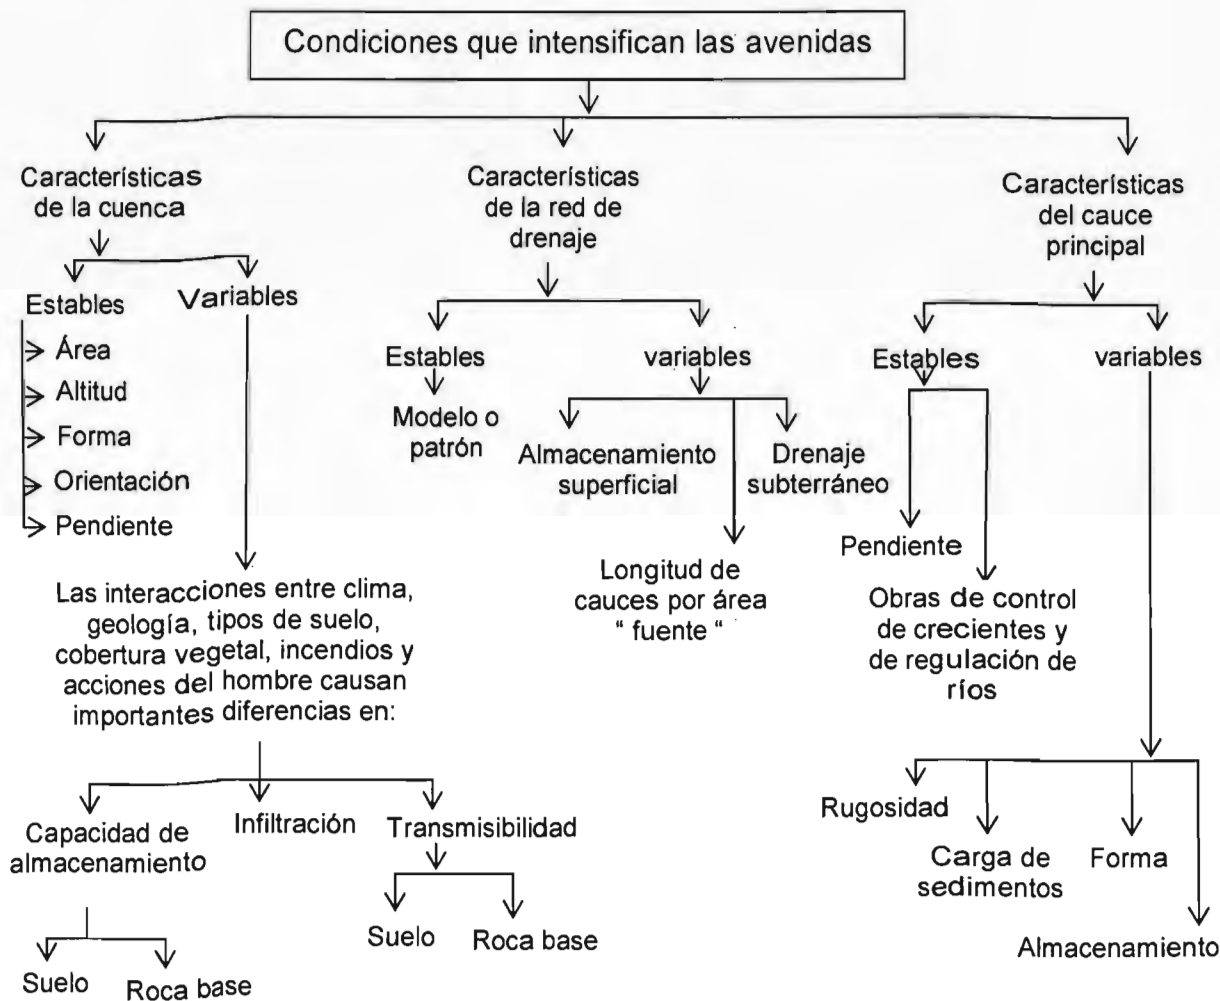 Condiciones que intensifican las avenidas
Características
de la cuenca
Características
de la red de
drenaje
Características
del cauce
principal
Estables
Variables
Área
Altitud
Forma
Orientación
Pendiente
Las interacciones entre clima,
geología, tipos de suelo,
cobertura vegetal, incendios y
acciones del hombre causan
importantes diferencias en:
Capacidad de
almacenamiento
Infiltración
Transmisibilidad
Suelo
Roca base
Suelo
Roca base
Estables
variables
Modelo o
patrón
Almacenamiento
superficial
Drenaje
subterráneo
Longitud de
cauces por área
“ fuente “
Estables
variables
Pendiente
Obras de control
de crecientes y
de regulación de
ríos
Rugosidad
Carga de
sedimentos
Forma
Almacenamiento